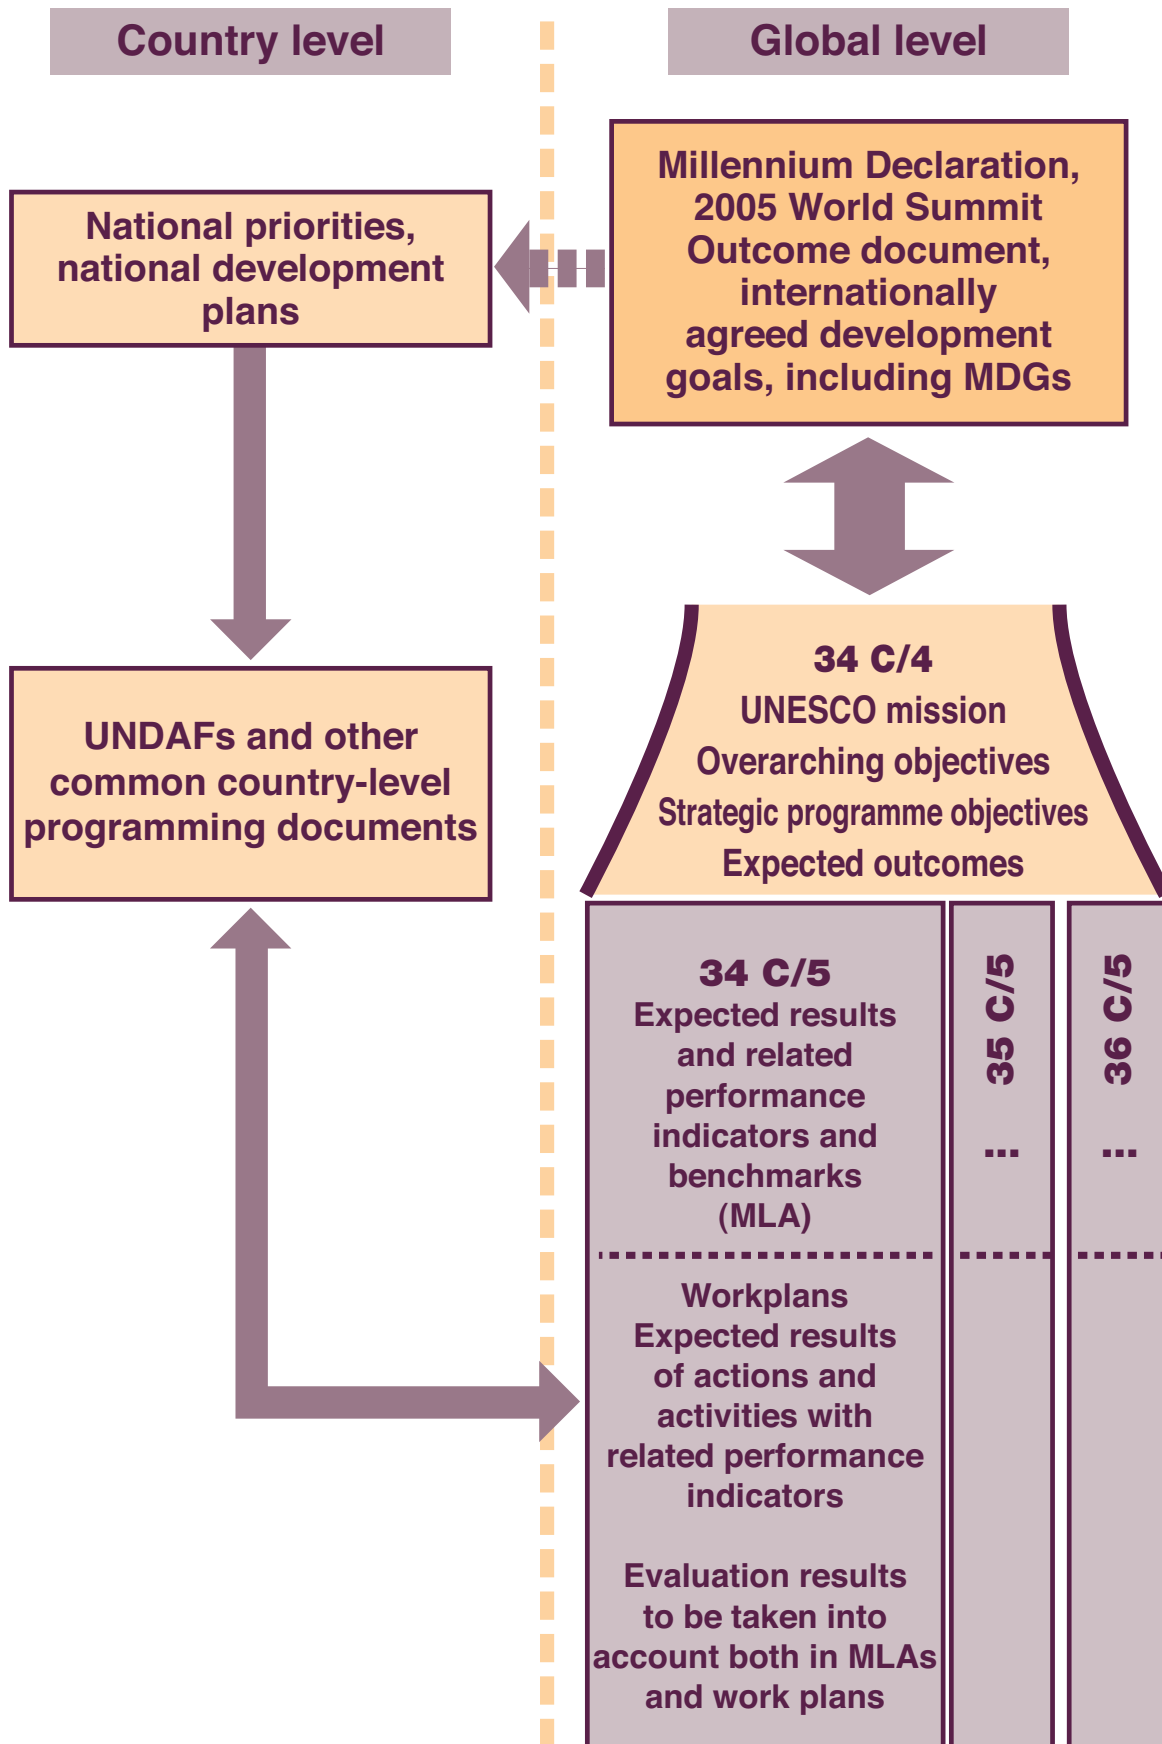 Country level
Global level
National priorities,
national development
plans
Millennium Declaration,
2005 World Summit
Outcome document,
internationally
agreed development
goals, including MDGs
UNDAFs and other
common country-level
programming documents
34 C/4
UNESCO mission
Overarching objectives
Strategic programme objectives
Expected outcomes
34 C/5
Expected results
and related
performance
indicators and
benchmarks
(MLA)
Workplans
Expected results
of actions and
activities with
related performance
indicators
Evaluation results
to be taken into
account both in MLAs
and work plans
35 C/5
...
36 C/5
...